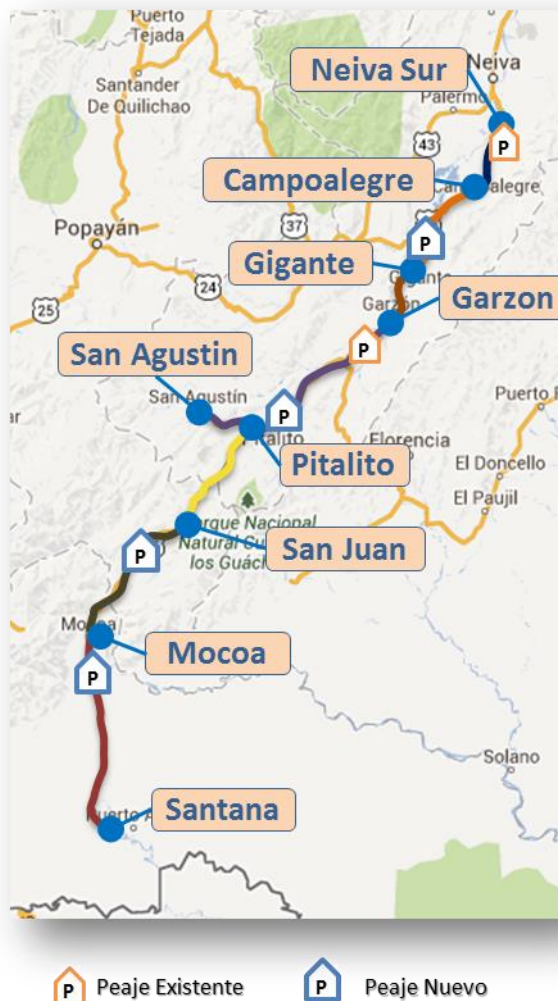 Puerto
Tejada
Neiva Sur
Neiva
Santander
De Quilichao
Palermo
P
43
Campoalegre
alegre
Popayán
37
P
Gigante
Gigante
24
Garzón
Garzon
25
San Agustin
P
San Agustín
Puerto
P
Florencia
Pitalito
El Doncello
El Paujil
Parque Nacional
Natural
los Guách
San Juan
P
Mocoa
P
Solano
Santana
P Peaje Existente
P Peaje Nuevo